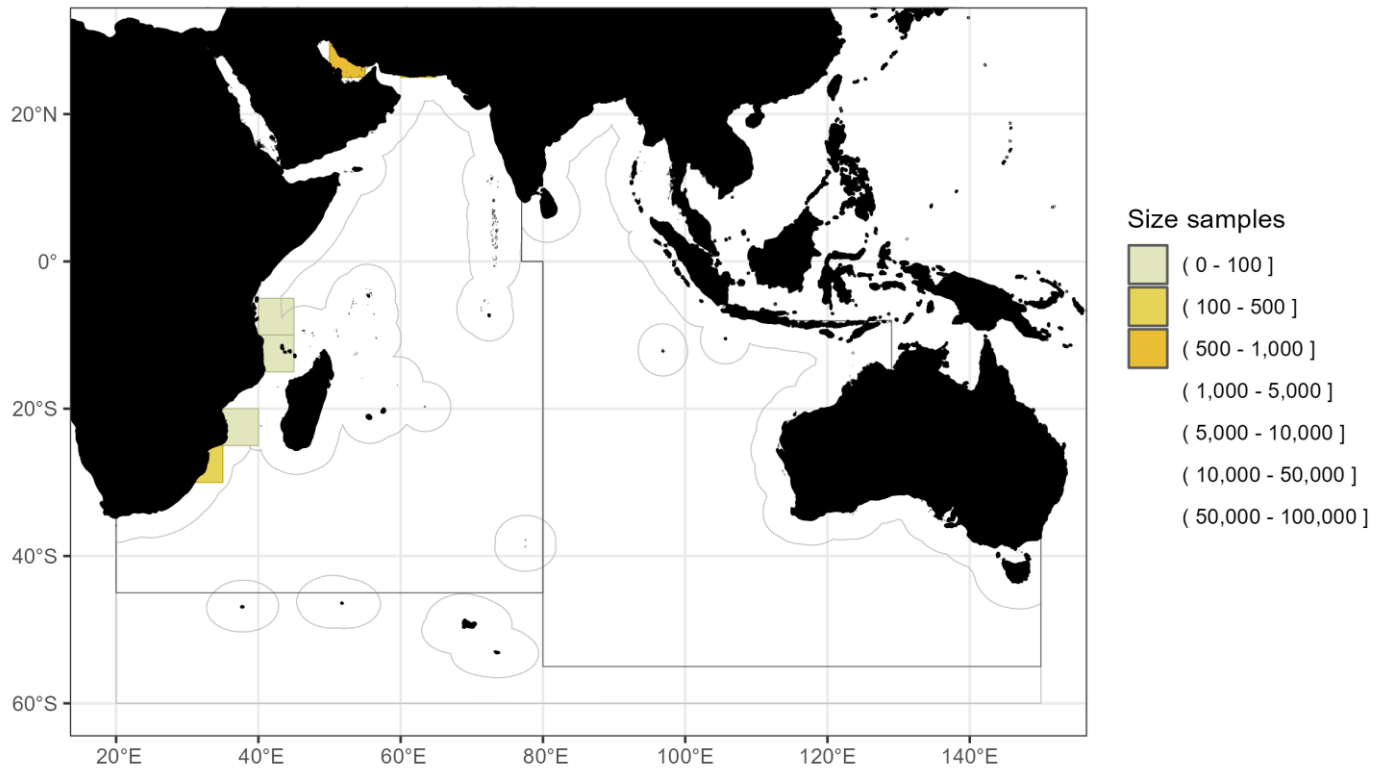 20°N
0°
20°S
40°S
60°S
20°E
40°E
60°E
80°E
100°E
120°E
140°E
Size samples
( 0 - 100 ]
( 100 - 500 ]
( 500 - 1,000 ]
( 1,000 - 5,000 ]
( 5,000 - 10,000 ]
( 10,000 - 50,000 ]
( 50,000 - 100,000 ]